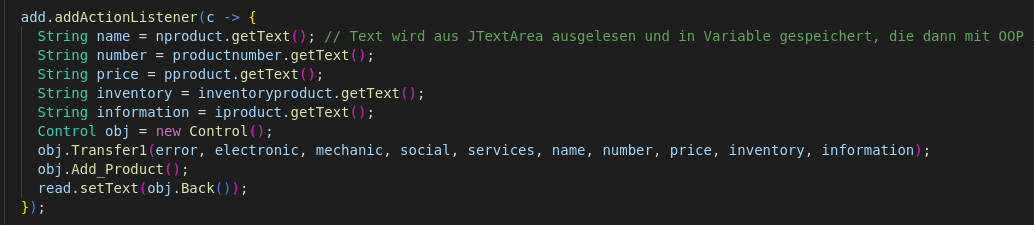 add.addActionListener(c -> {
String name = nproduct.getText(); // Text wird aus JTextArea ausgelesen und in Variable gespeichert, die dann mit OOP
String number = productnumber.getText();
String price = pproduct.getText();
String inventory = inventoryproduct.getText();
String information = iproduct.getText();
Control obj = new Control();
obj.Transfer1(error, electronic, mechanic, social, services, name, number, price, inventory, information);
obj.Add_Product();
read.setText(obj.Back());
});